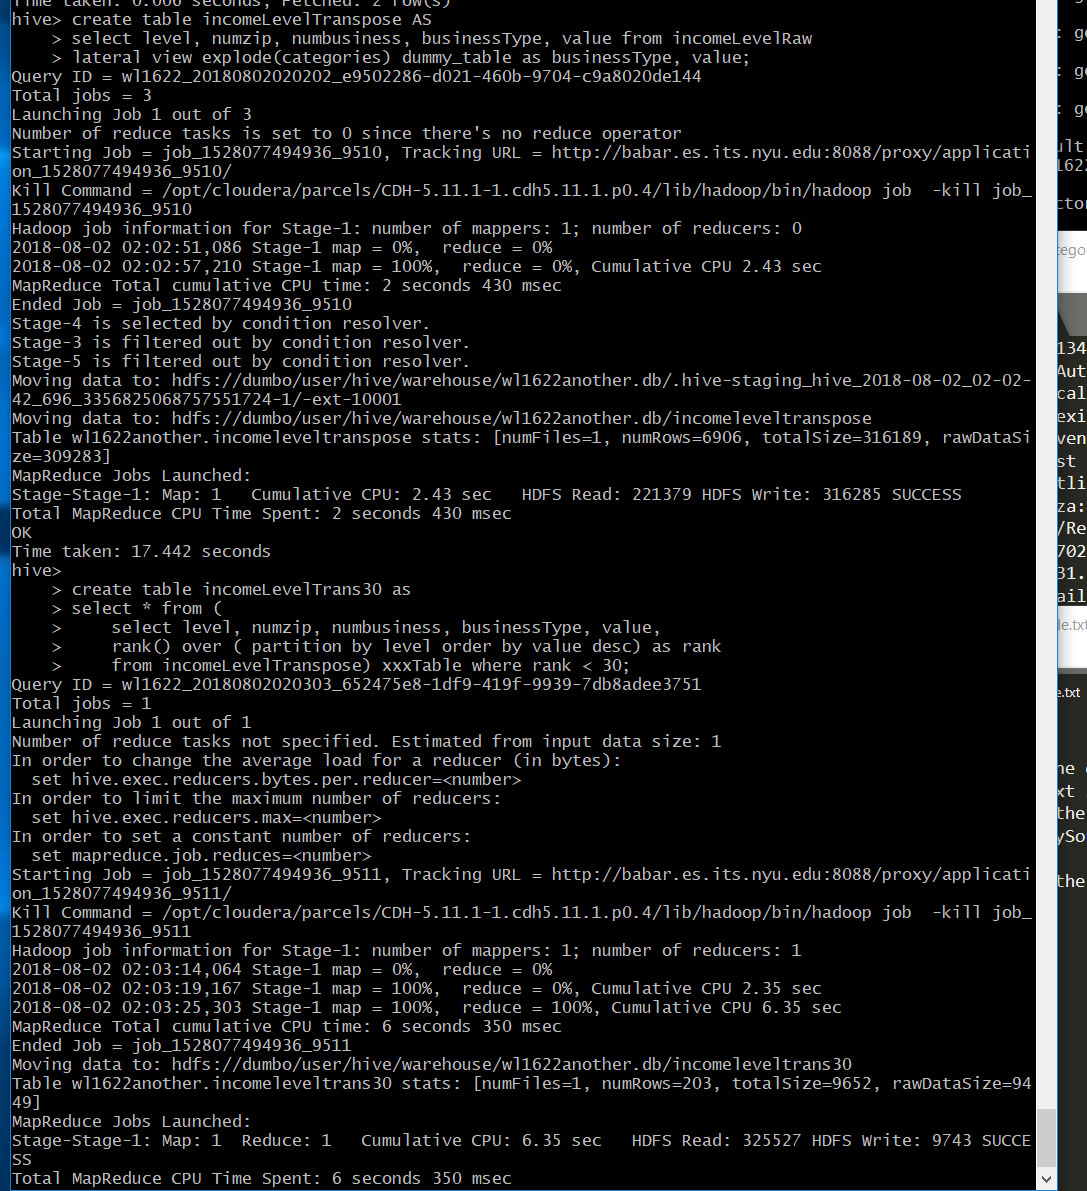 Time taken: 0.006 seconds, Fetched: 2 row(s)
hive> create table incomeLevelTranspose AS
    > select level, numzip, numbusiness, businessType, value from incomeLevelRaw
    > lateral view explode(categories) dummy_table as businessType, value;
Query ID = wl1622_20180802020202_e9502286-d021-460b-9704-c9a8020de144
Total jobs = 3
Launching Job 1 out of 3
Number of reduce tasks is set to 0 since there's no reduce operator
Starting Job = job_1528077494936_9510, Tracking URL = http://babar.es.its.nyu.edu:8088/proxy/applicati
on_1528077494936_9510/
Kill Command = /opt/cloudera/parcels/CDH-5.11.1-1.cdh5.11.1.p0.4/lib/hadoop/bin/hadoop job  -kill job_
1528077494936_9510
Hadoop job information for Stage-1: number of mappers: 1; number of reducers: 0
2018-08-02 02:02:51,086 Stage-1 map = 0%,  reduce = 0%
2018-08-02 02:02:57,210 Stage-1 map = 100%,  reduce = 0%, Cumulative CPU 2.43 sec
MapReduce Total cumulative CPU time: 2 seconds 430 msec
Ended Job = job_1528077494936_9510
Stage-4 is selected by condition resolver.
Stage-3 is filtered out by condition resolver.
Stage-5 is filtered out by condition resolver.
Moving data to: hdfs://dumbo/user/hive/warehouse/wl1622another.db/.hive-staging_hive_2018-08-02_02-02-
42_696_3356825068757551724-1/-ext-10001
Moving data to: hdfs://dumbo/user/hive/warehouse/wl1622another.db/incomeleveltranspose
Table wl1622another.incomeleveltranspose stats: [numFiles=1, numRows=6906, totalSize=316189, rawDataSi
ze=309283]
MapReduce Jobs Launched:
Stage-Stage-1: Map: 1   Cumulative CPU: 2.43 sec   HDFS Read: 221379 HDFS Write: 316285 SUCCESS
Total MapReduce CPU Time Spent: 2 seconds 430 msec
OK
Time taken: 17.442 seconds
hive>
    > create table incomeLevelTrans30 as
    > select * from (
    >     select level, numzip, numbusiness, businessType, value,
    >     rank() over ( partition by level order by value desc) as rank
    >     from incomeLevelTranspose) xxxTable where rank < 30;
Query ID = wl1622_20180802020303_652475e8-1df9-419f-9939-7db8adee3751
Total jobs = 1
Launching Job 1 out of 1
Number of reduce tasks not specified. Estimated from input data size: 1
In order to change the average load for a reducer (in bytes):
  set hive.exec.reducers.bytes.per.reducer=<number>
In order to limit the maximum number of reducers:
  set hive.exec.reducers.max=<number>
In order to set a constant number of reducers:
  set mapreduce.job.reduces=<number>
Starting Job = job_1528077494936_9511, Tracking URL = http://babar.es.its.nyu.edu:8088/proxy/applicati
on_1528077494936_9511/
Kill Command = /opt/cloudera/parcels/CDH-5.11.1-1.cdh5.11.1.p0.4/lib/hadoop/bin/hadoop job  -kill job_
1528077494936_9511
Hadoop job information for Stage-1: number of mappers: 1; number of reducers: 1
2018-08-02 02:03:14,064 Stage-1 map = 0%,  reduce = 0%
2018-08-02 02:03:19,167 Stage-1 map = 100%,  reduce = 0%, Cumulative CPU 2.35 sec
2018-08-02 02:03:25,303 Stage-1 map = 100%,  reduce = 100%, Cumulative CPU 6.35 sec
MapReduce Total cumulative CPU time: 6 seconds 350 msec
Ended Job = job_1528077494936_9511
Moving data to: hdfs://dumbo/user/hive/warehouse/wl1622another.db/incomeleveltrans30
Table wl1622another.incomeleveltrans30 stats: [numFiles=1, numRows=203, totalSize=9652, rawDataSize=94
49]
MapReduce Jobs Launched:
Stage-Stage-1: Map: 1  Reduce: 1   Cumulative CPU: 6.35 sec   HDFS Read: 325527 HDFS Write: 9743 SUCCE
SS
Total MapReduce CPU Time Spent: 6 seconds 350 msec